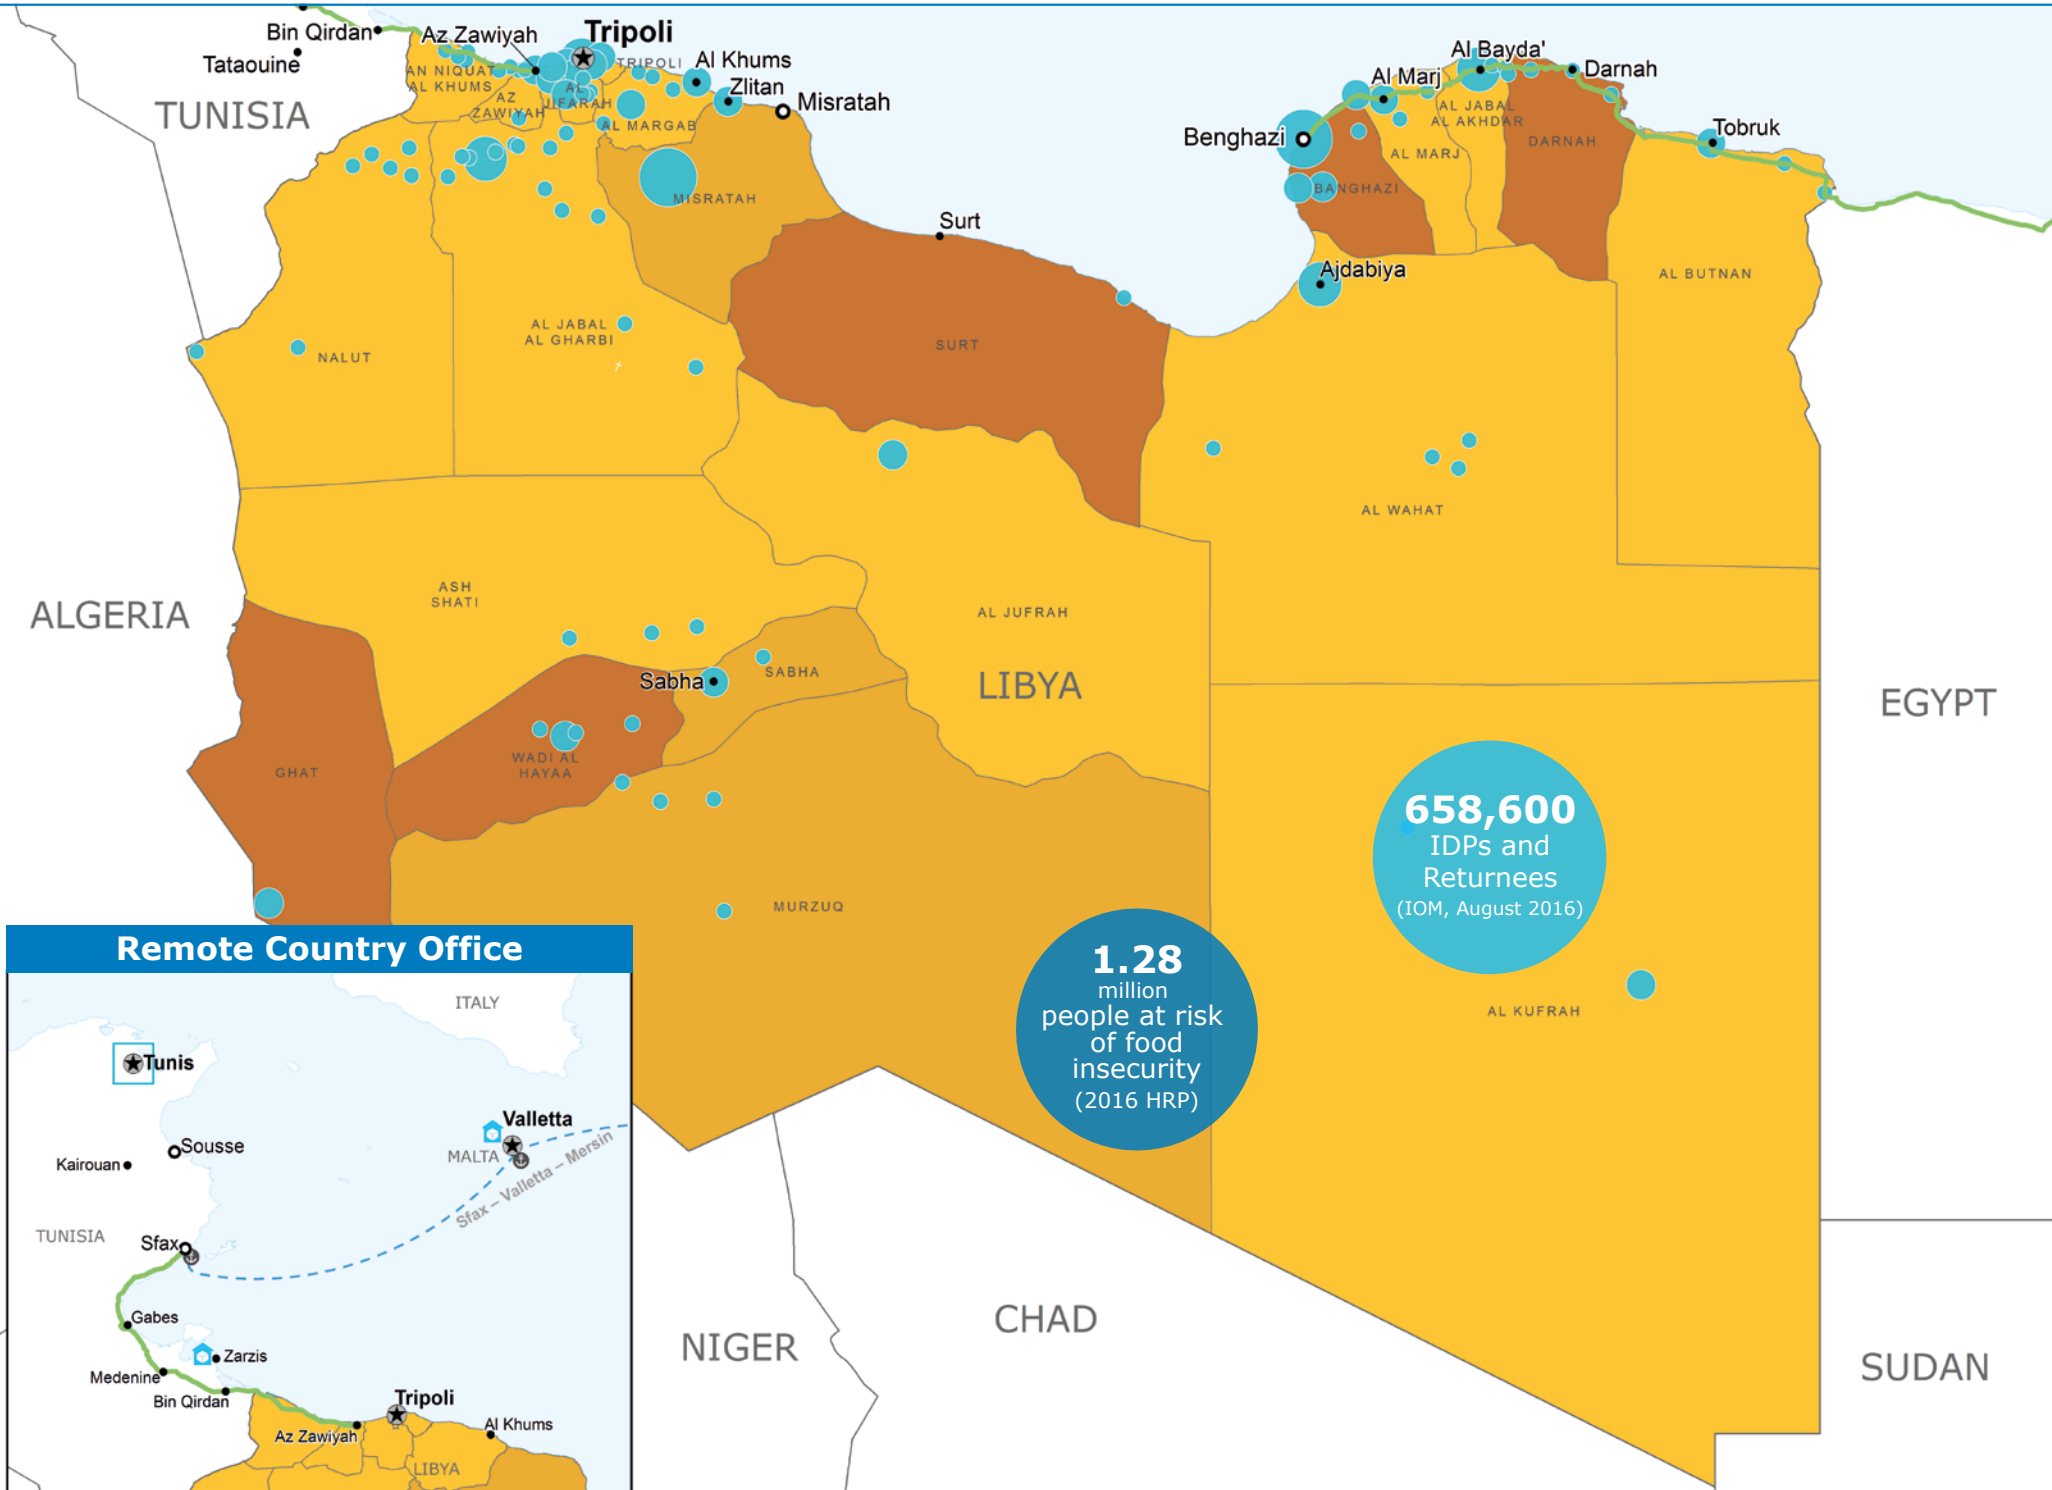 Bin Qirdan
Tataouine
TUNISIA
Az Zawiyah
Tripoli
AN NIQUAT
AL KHUMS
AZ
ZAWIYAH
AL
JIFARAH
TRIPOLI
Al Khums
Zlitan
Misratah
AL MARGAB
MISRATAH
Surt
Benghazi
Al Marj
Al Bayda'
Darnah
Tobruk
AL JABAL
AL AKHDAR
AL MARJ
DARNAH
BANGHAZI
Ajdabiya
AL BUTNAN
NALUT
AL JABAL
AL GHARBI
SURT
AL WAHAT
ALGERIA
ASH
SHATI
AL JUFRAH
LIBYA
EGYPT
Sabha
SABHA
GHAT
WADI AL
HAYAA
MURZUQ
658,600
IDPs and
Returnees
(IOM, August 2016)
1.28
million
people at risk
of food
insecurity
(2016 HRP)
AL KUFRAH
NIGER
CHAD
SUDAN
Remote Country Office
ITALY
Tunis
Valletta
MALTA
Sfax – Valletta – Mersin
Sousse
Kairouan
TUNISIA
Sfax
Gabes
Zarzis
Medenine
Bin Qirdan
Tripoli
Az Zawiyah
Al Khums
LIBYA